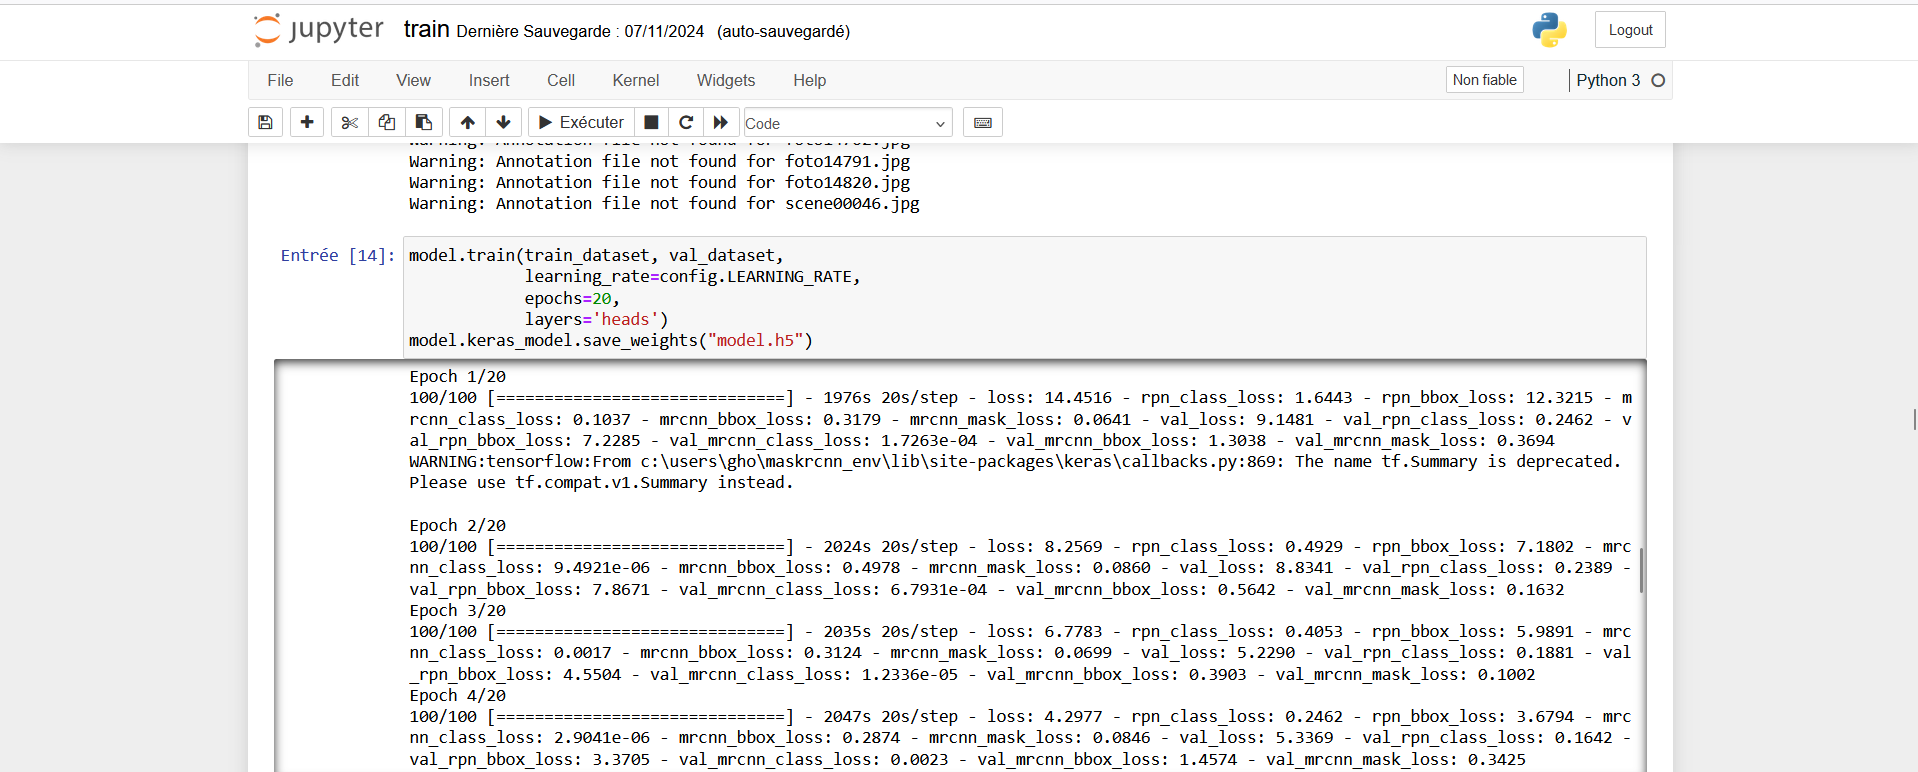 jupyter train Dernière Sauvegarde : 07/11/2024 (auto-sauvegardé) Logout
File Edit View Insert Cell Kernel Widgets Help Non fiable Python 3
Exécuter Code
Warning: Annotation file not found for foto14762.jpg
Warning: Annotation file not found for foto14791.jpg
Warning: Annotation file not found for foto14820.jpg
Warning: Annotation file not found for scene00046.jpg
Entrée [14]: model.train(train_dataset, val_dataset,
learning_rate=config.LEARNING_RATE,
epochs=20,
layers='heads')
model.keras_model.save_weights("model.h5")
Epoch 1/20
100/100 [==============================] - 1976s 20s/step - loss: 14.4516 - rpn_class_loss: 1.6443 - rpn_bbox_loss: 12.3215 - m
rcnn_class_loss: 0.1037 - mrcnn_bbox_loss: 0.3179 - mrcnn_mask_loss: 0.0641 - val_loss: 9.1481 - val_rpn_class_loss: 0.2462 - v
al_rpn_bbox_loss: 7.2285 - val_mrcnn_class_loss: 1.7263e-04 - val_mrcnn_bbox_loss: 1.3038 - val_mrcnn_mask_loss: 0.3694
WARNING:tensorflow:From c:\users\gho\maskrcnn_env\lib\site-packages\keras\callbacks.py:869: The name tf.Summary is deprecated.
Please use tf.compat.v1.Summary instead.
Epoch 2/20
100/100 [==============================] - 2024s 20s/step - loss: 8.2569 - rpn_class_loss: 0.4929 - rpn_bbox_loss: 7.1802 - mrc
nn_class_loss: 9.4921e-06 - mrcnn_bbox_loss: 0.4978 - mrcnn_mask_loss: 0.0860 - val_loss: 8.8341 - val_rpn_class_loss: 0.2389 -
val_rpn_bbox_loss: 7.8671 - val_mrcnn_class_loss: 6.7931e-04 - val_mrcnn_bbox_loss: 0.5642 - val_mrcnn_mask_loss: 0.1632
Epoch 3/20
100/100 [==============================] - 2035s 20s/step - loss: 6.7783 - rpn_class_loss: 0.4053 - rpn_bbox_loss: 5.9891 - mrc
nn_class_loss: 0.0017 - mrcnn_bbox_loss: 0.3124 - mrcnn_mask_loss: 0.0699 - val_loss: 5.2290 - val_rpn_class_loss: 0.1881 - val
_rpn_bbox_loss: 4.5504 - val_mrcnn_class_loss: 1.2336e-05 - val_mrcnn_bbox_loss: 0.3903 - val_mrcnn_mask_loss: 0.1002
Epoch 4/20
100/100 [==============================] - 2047s 20s/step - loss: 4.2977 - rpn_class_loss: 0.2462 - rpn_bbox_loss: 3.6794 - mrc
nn_class_loss: 2.9041e-06 - mrcnn_bbox_loss: 0.2874 - mrcnn_mask_loss: 0.0846 - val_loss: 5.3369 - val_rpn_class_loss: 0.1642 -
val_rpn_bbox_loss: 3.3705 - val_mrcnn_class_loss: 0.0023 - val_mrcnn_bbox_loss: 1.4574 - val_mrcnn_mask_loss: 0.3425